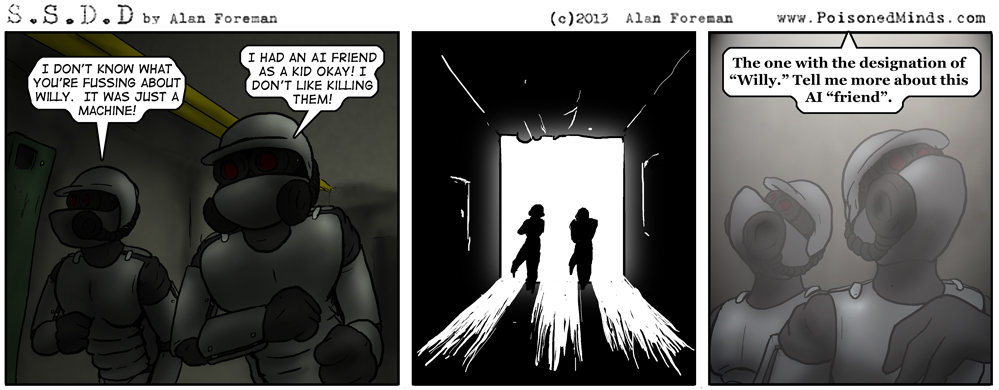 S.S.D.D by Alan Foreman (c)2013 Alan Foreman www.PoisonedMinds.com
I DON'T KNOW WHAT
YOU'RE FUSSING ABOUT
WILLY. IT WAS JUST A
MACHINE!
I HAD AN AI FRIEND
AS A KID OKAY! I
DON'T LIKE KILLING
THEM!
The one with the designation of
“Willy.” Tell me more about this
AI “friend”.